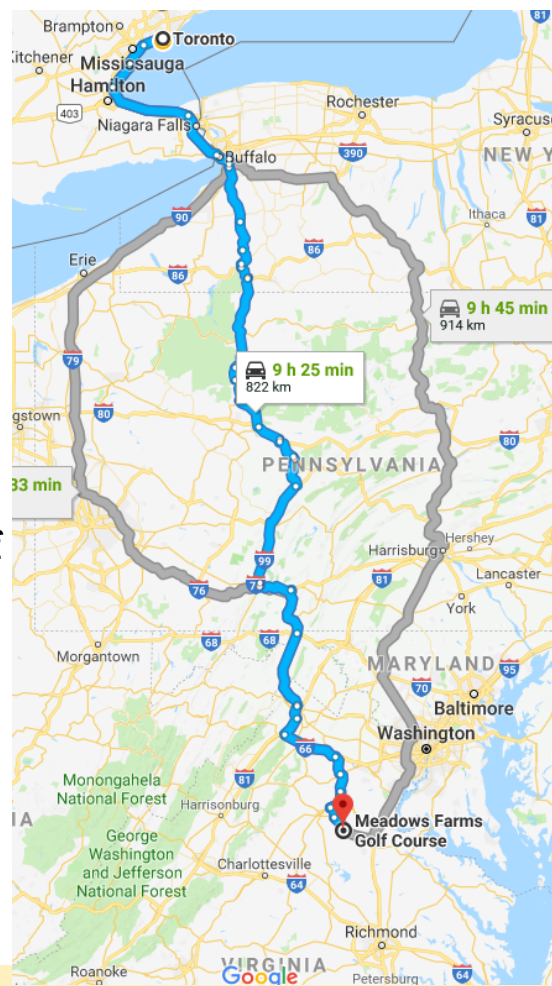 Brampton
Toronto
Kitchener
Mississauga
Hamilton
403
Niagara Falls
Rochester
81
Syracuse
Buffalo
390
NEW Y
90
Ithaca
81
86
86
Erie
9 h 45 min
914 km
79
9 h 25 min
822 km
gstown
80
80
PENNSYLVANIA
33 min
99
Harrisburg
Hershey
76
81
Lancaster
York
68
68
Morgantown
MARYLAND
95
70
Baltimore
Washington
66
81
Monongahela
National Forest
Harrisonburg
IA
Meadows Farms
Golf Course
George
Washington
and Jefferson
National Forest
Charlottesville
64
Richmond
VIRGINIA
Google
Roanoke
Petersburg
64